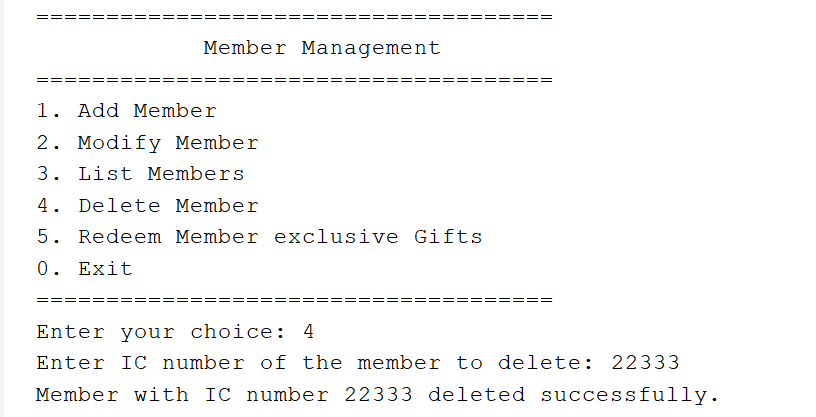 =====================================
Member Management
=====================================
1. Add Member
2. Modify Member
3. List Members
4. Delete Member
5. Redeem Member exclusive Gifts
0. Exit
=====================================
Enter your choice: 4
Enter IC number of the member to delete: 22333
Member with IC number 22333 deleted successfully.